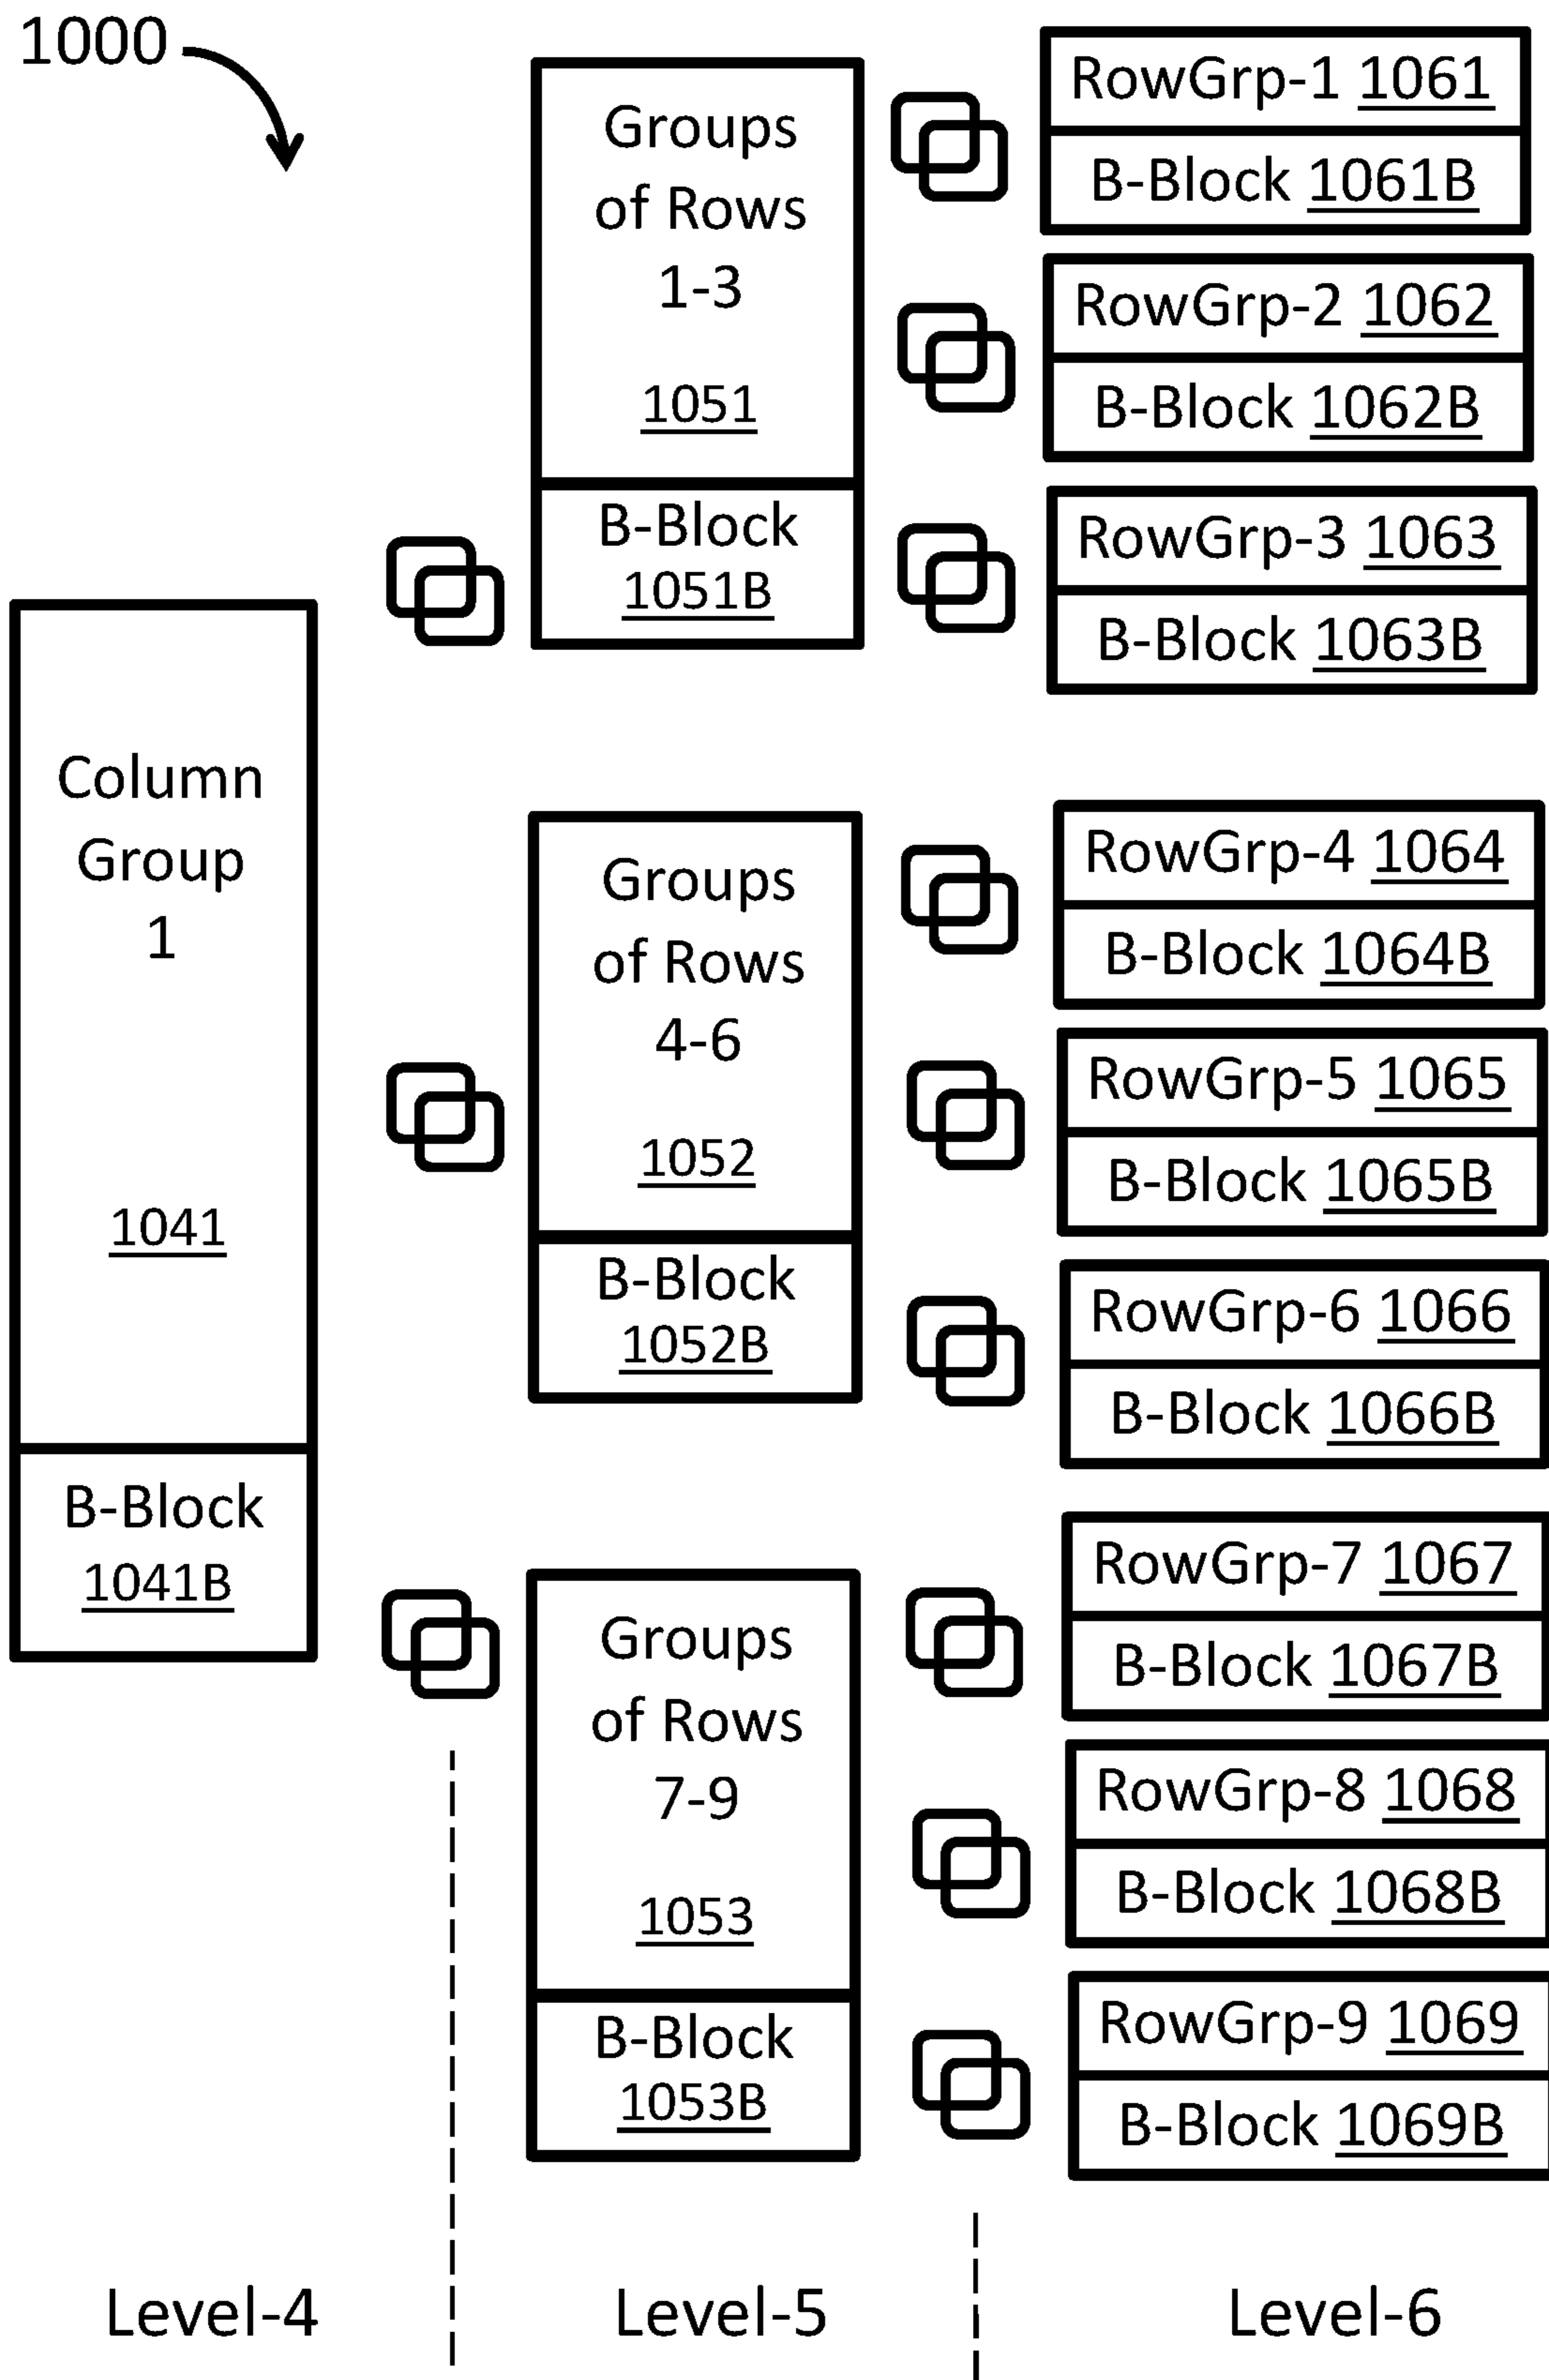 1000
Column
Group
1
1041
B-Block
1041B
Groups
of Rows
1-3
1051
B-Block
1051B
Groups
of Rows
4-6
1052
B-Block
1052B
Groups
of Rows
7-9
1053
B-Block
1053B
RowGrp-1 1061
B-Block 1061B
RowGrp-2 1062
B-Block 1062B
RowGrp-3 1063
B-Block 1063B
RowGrp-4 1064
B-Block 1064B
RowGrp-5 1065
B-Block 1065B
RowGrp-6 1066
B-Block 1066B
RowGrp-7 1067
B-Block 1067B
RowGrp-8 1068
B-Block 1068B
RowGrp-9 1069
B-Block 1069B
Level-4
Level-5
Level-6